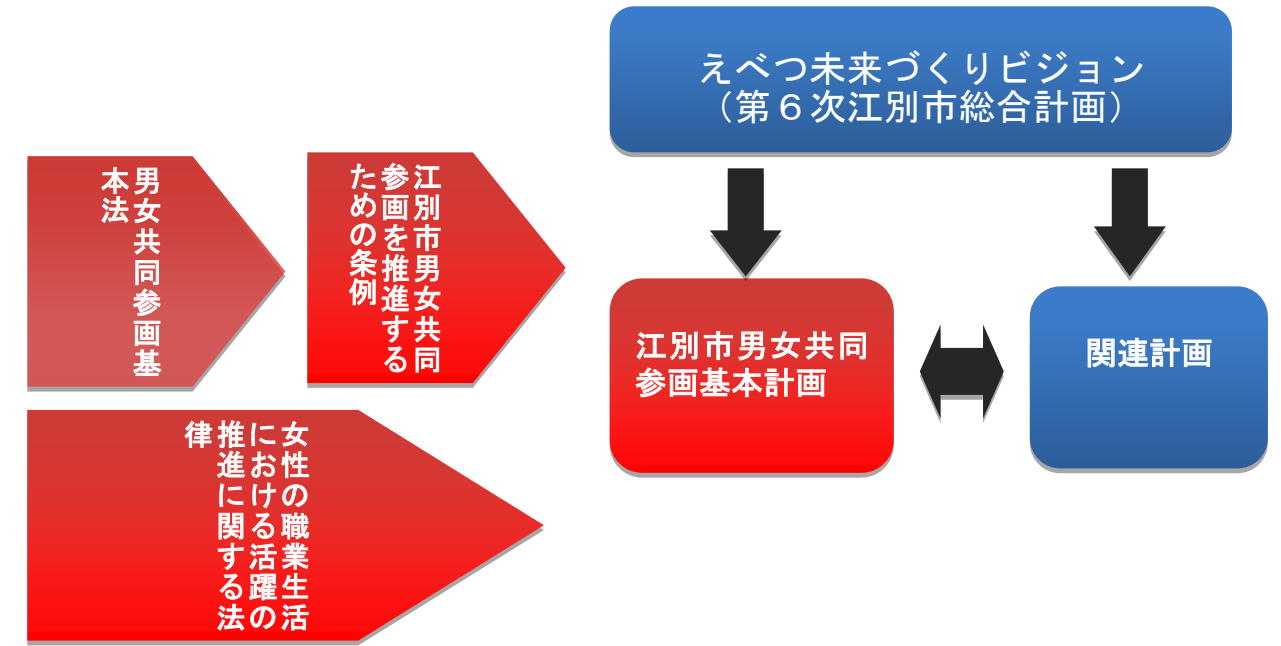 えべつ未来づくりビジョン
（第６次江別市総合計画）
男女共同参画基
本法
江別市男女共同
参画を推進する
ための条例
江別市男女共同
参画基本計画
関連計画
女性の職業生活
における活躍の
推進に関する法
律